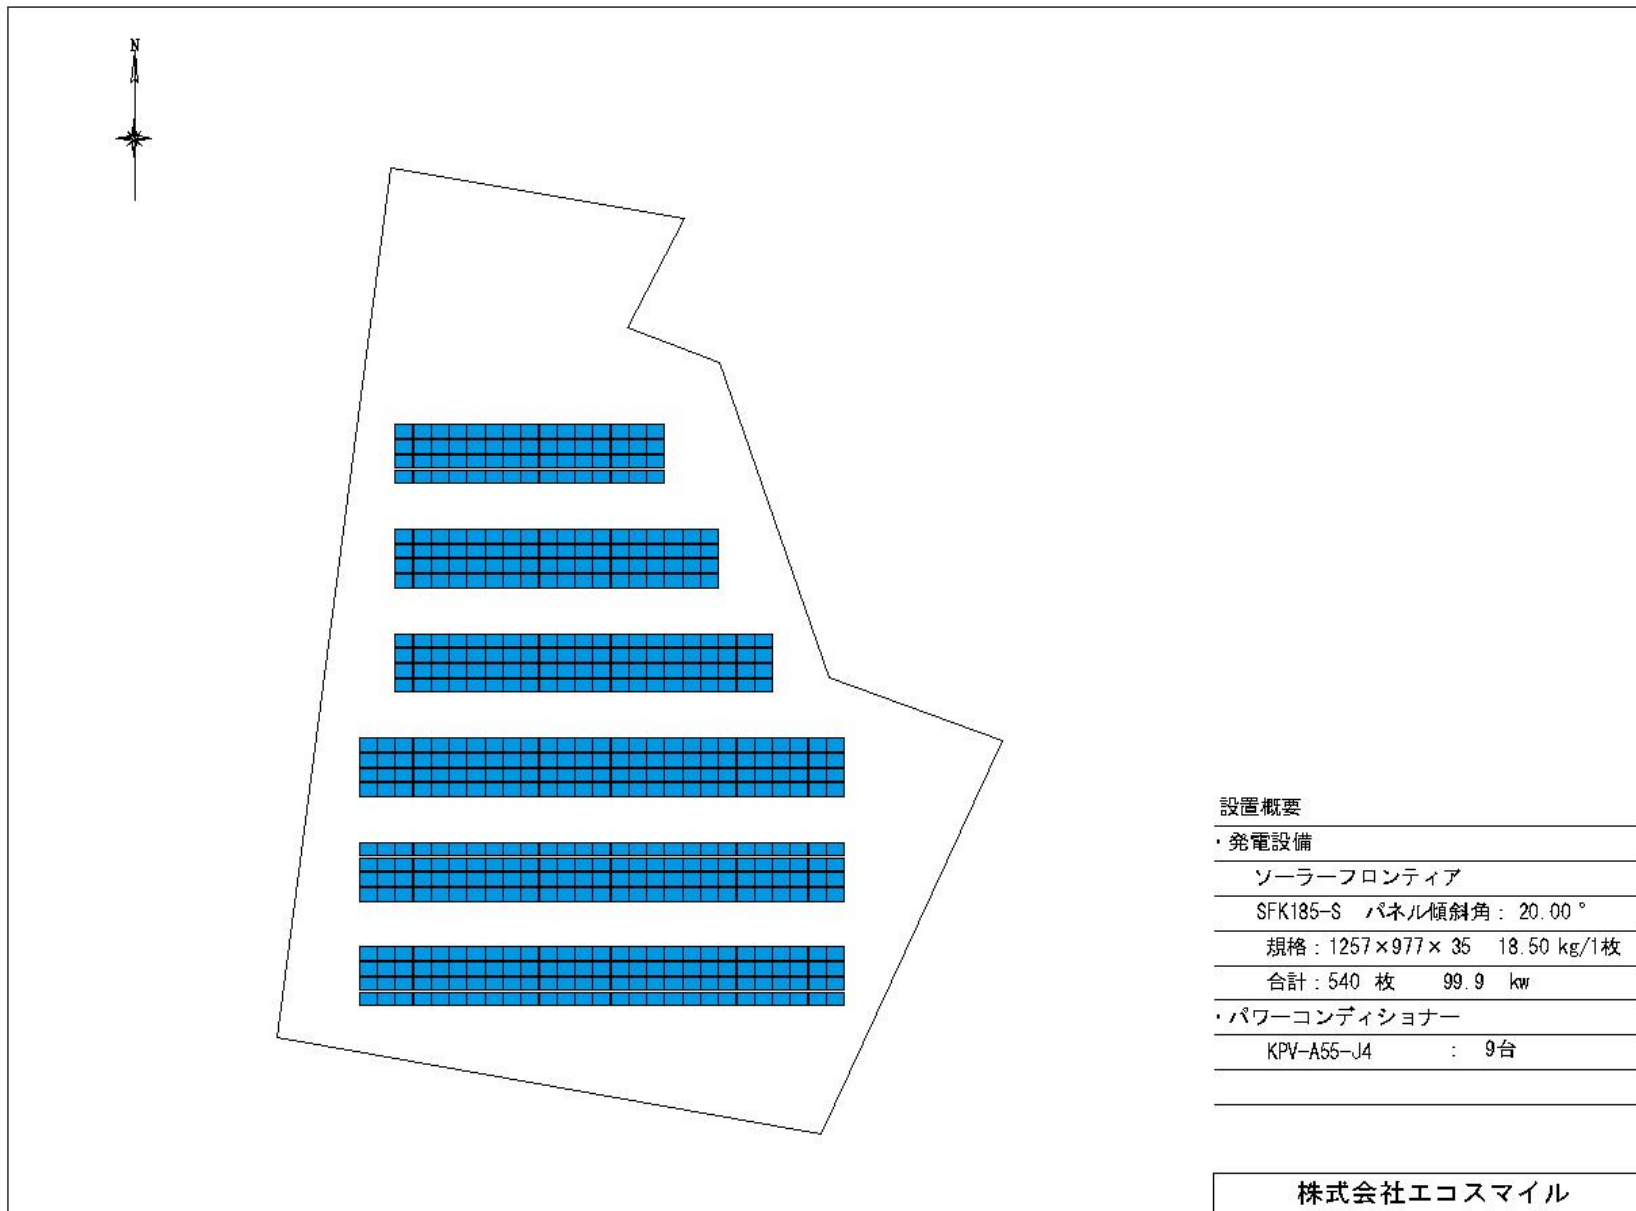 N
設置概要
・発電設備
ソーラーフロンティア
SFK185-S パネル傾斜角： 20.00 °
規格：1257×977× 35 18.50 kg/1枚
合計：540 枚 99.9 kw
・パワーコンディショナー
KPV-A55-J4 ： 9台
株式会社エコスマイル